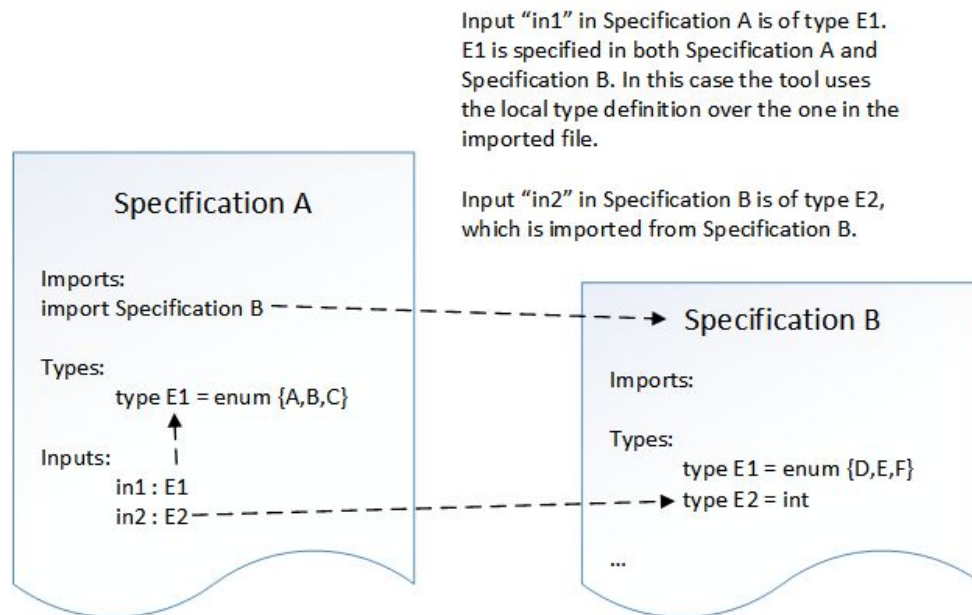 Input “in1” in Specification A is of type E1.
E1 is specified in both Specification A and
Specification B. In this case the tool uses
the local type definition over the one in the
imported file.
Input “in2” in Specification B is of type E2,
which is imported from Specification B.
Specification A
Imports:
import Specification B
Types:
type E1 = enum {A,B,C}
Inputs:
in1 : E1
in2 : E2
Specification B
Imports:
Types:
type E1 = enum {D,E,F}
type E2 = int
...